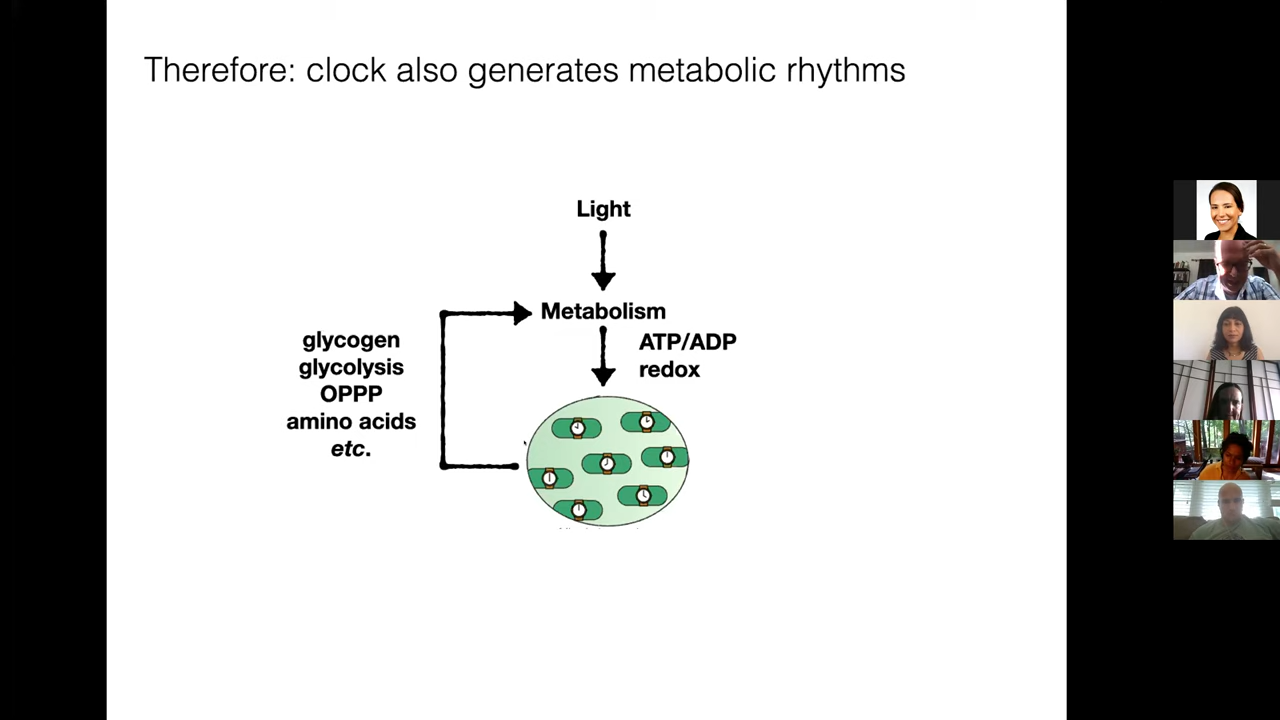 Therefore: clock also generates metabolic rhythms
Light
Metabolism
ATP/ADP
redox
glycogen
glycolysis
OPPP
amino acids
etc.